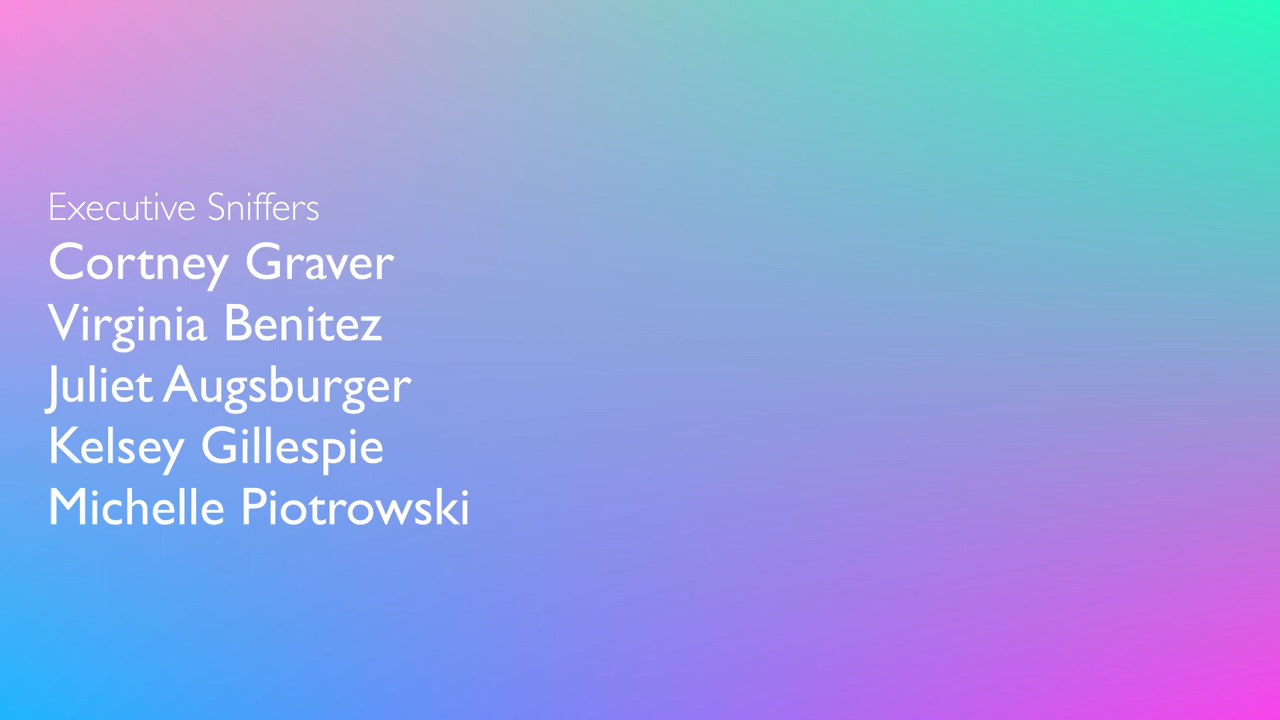 Executive Sniffers
Cortney Graver
Virginia Benitez
Juliet Augsburger
Kelsey Gillespie
Michelle Piotrowski